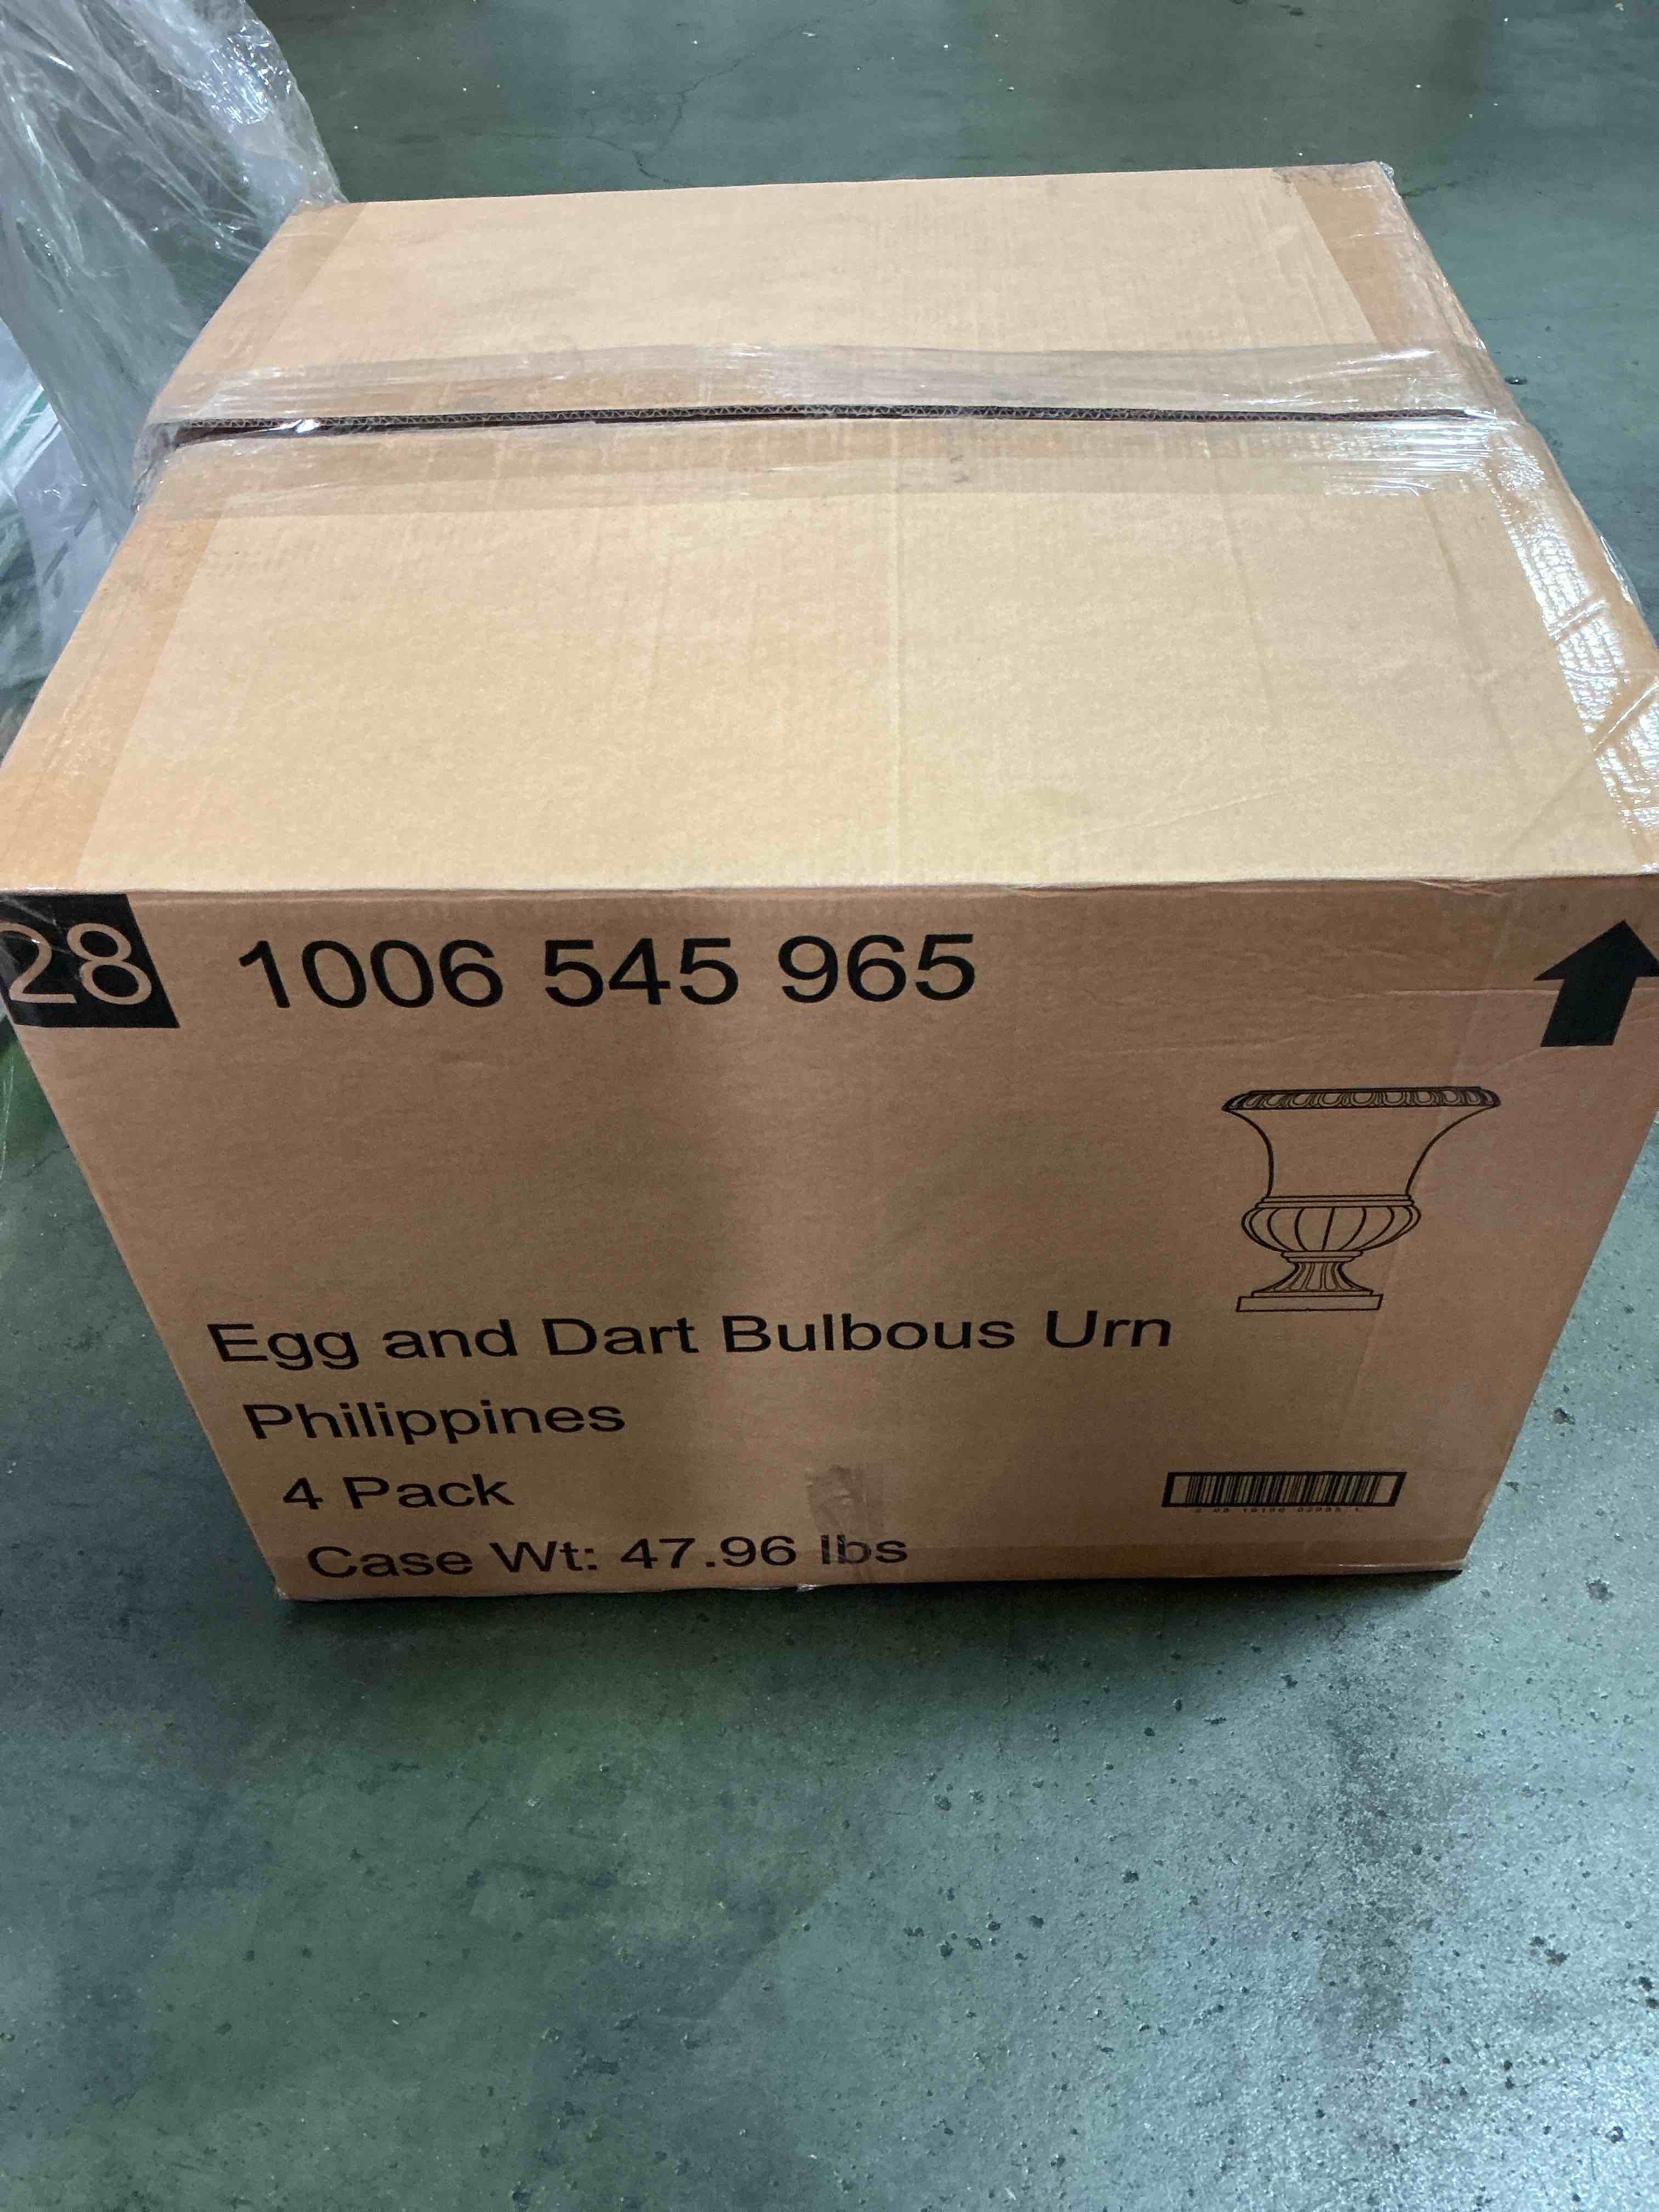 28 1006 545 965
Egg and Dart Bulbous Urn
Philippines
4 Pack
Case Wt: 47.96 lbs